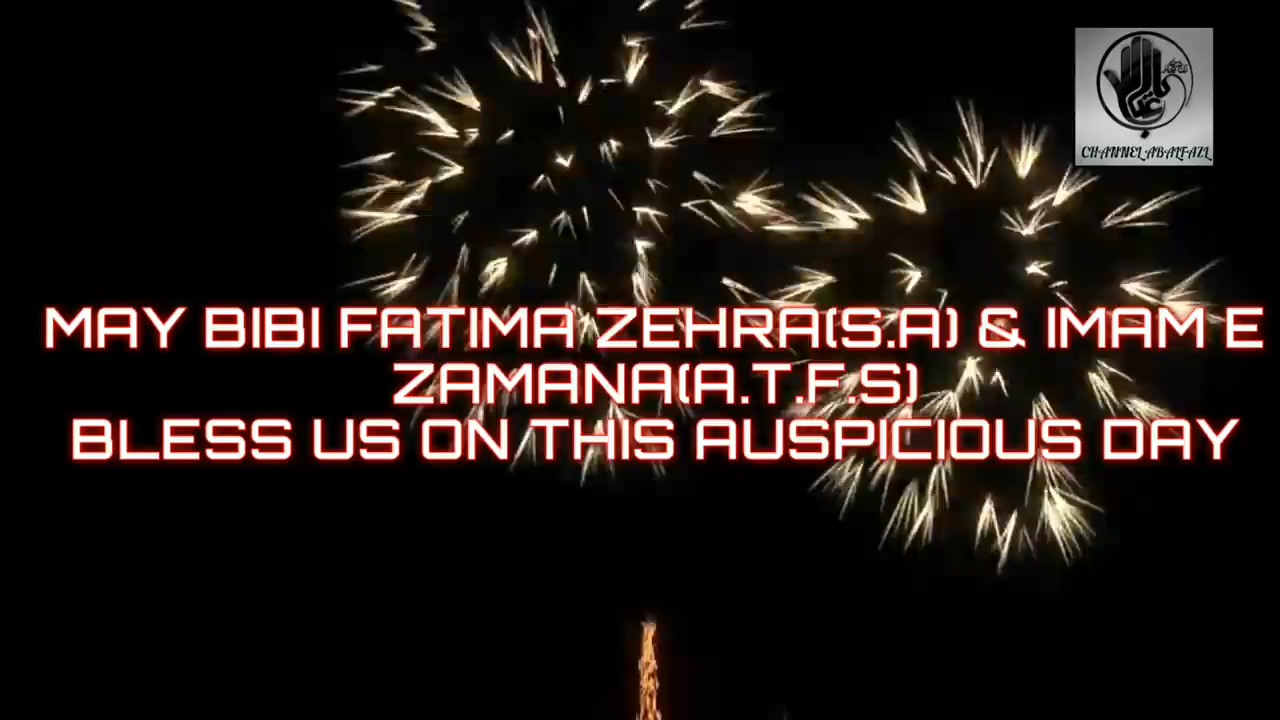 CHANNEL ABALFAZL
MAY BIBI FATIMA ZEHRA(S.A) & IMAM E
ZAMANA(A.T.F.S)
BLESS US ON THIS AUSPICIOUS DAY